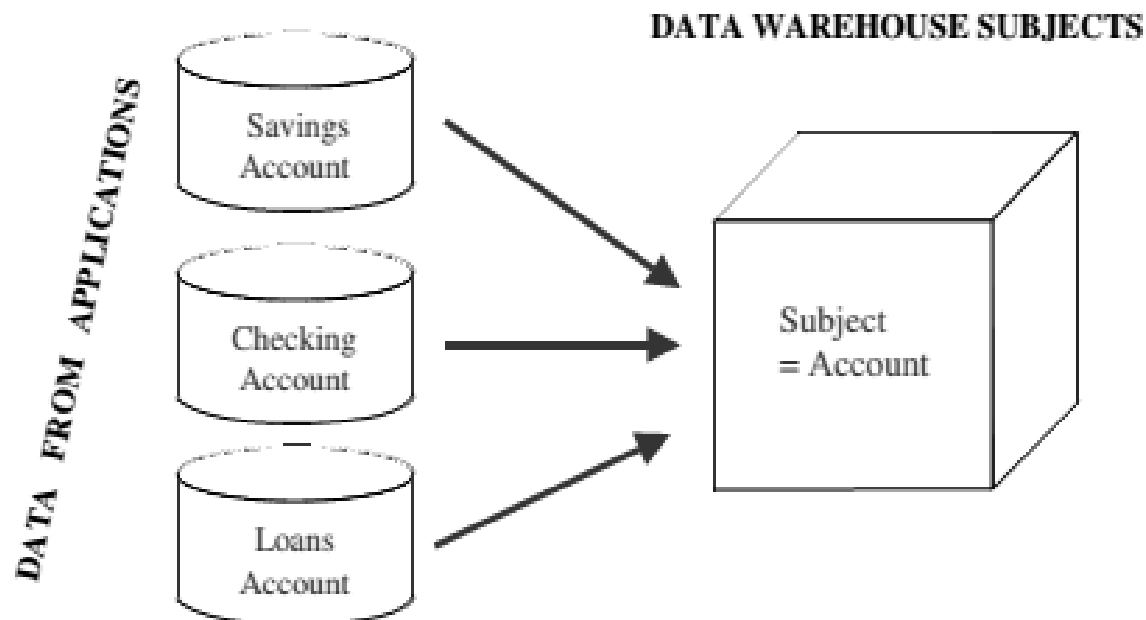 DATA WAREHOUSE SUBJECTS
DATA FROM APPLICATIONS
Savings
Account
Checking
Account
Loans
Account
Subject
= Account